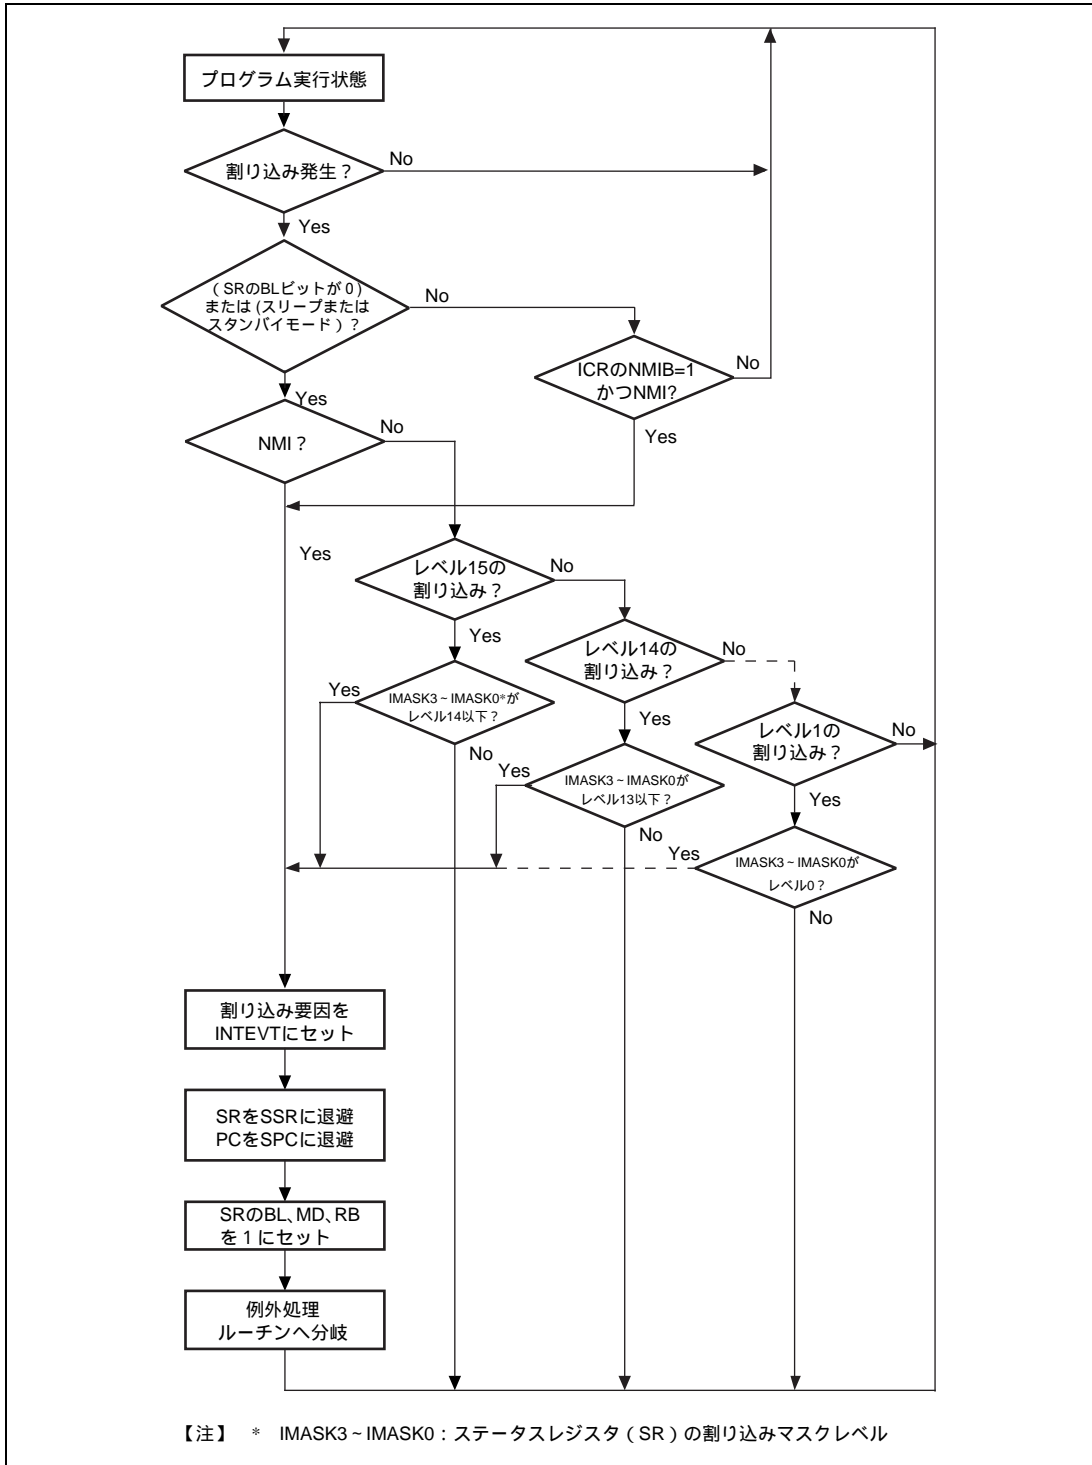 プログラム実行状態
割り込み発生？
No
Yes
（SRのBLビットが０)
または (スリープまたは
スタンバイモード）？
No
ICRのNMIB=1
かつNMI?
No
Yes
Yes
NMI？
No
Yes
レベル15の
割り込み？
No
Yes
レベル14の
割り込み？
No
Yes
IMASK3～IMASK0*が
レベル14以下？
Yes
No
レベル1の
割り込み？
No
Yes
IMASK3～IMASK0が
レベル13以下？
Yes
No
IMASK3～IMASK0が
レベル0？
Yes
No
割り込み要因を
INTEVTにセット
SRをSSRに退避
PCをSPCに退避
SRのBL、MD、RB
を１にセット
例外処理
ルーチンへ分岐
【注】 * IMASK3～IMASK0：ステータスレジスタ（SR）の割り込みマスクレベル